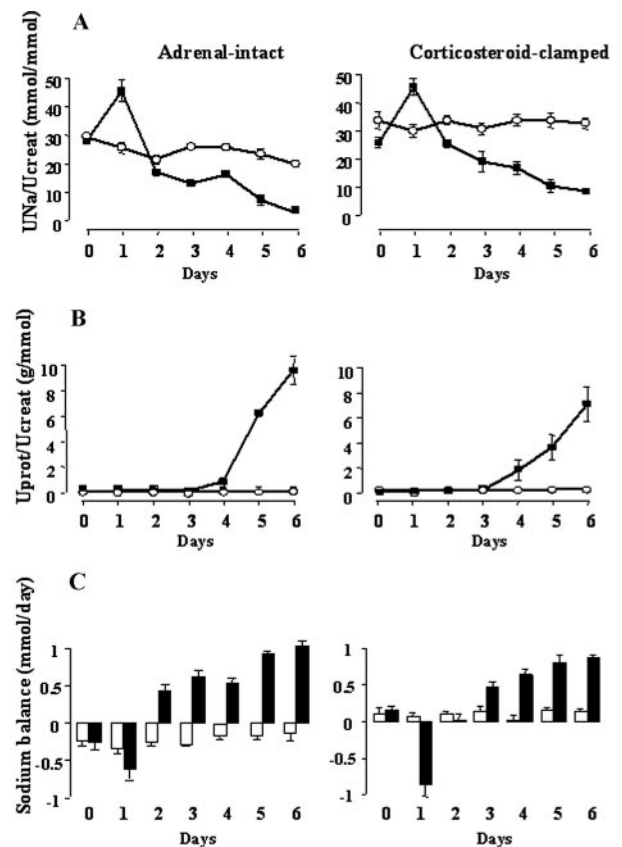 A
Adrenal-intact
Corticosteroid-clamped
UNa/Ucreat (mmol/mmol)
50
40
30
20
10
0
0 1 2 3 4 5 6
Days
50
40
30
20
10
0
0 1 2 3 4 5 6
Days
B
Uprot/Ucreat (g/mmol)
10
8
6
4
2
0
0 1 2 3 4 5 6
Days
10
8
6
4
2
0
0 1 2 3 4 5 6
Days
C
Sodium balance (mmol/day)
1
0.5
0
-0.5
-1
0 1 2 3 4 5 6
Days
1
0.5
0
-0.5
-1
0 1 2 3 4 5 6
Days